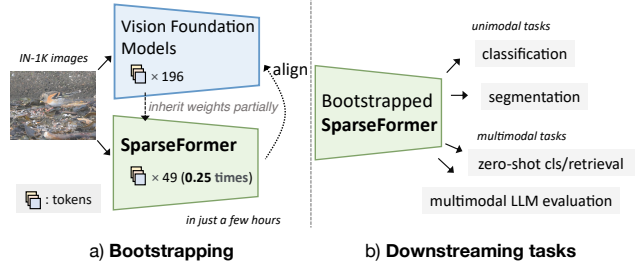 IN-1K images
Vision Foundation
Models
× 196
align
inherit weights partially
SparseFormer
× 49 (0.25 times)
: tokens
in just a few hours
a) Bootstrapping
unimodal tasks
classification
segmentation
Bootstrapped
SparseFormer
multimodal tasks
zero-shot cls/retrieval
multimodal LLM evaluation
b) Downstreaming tasks